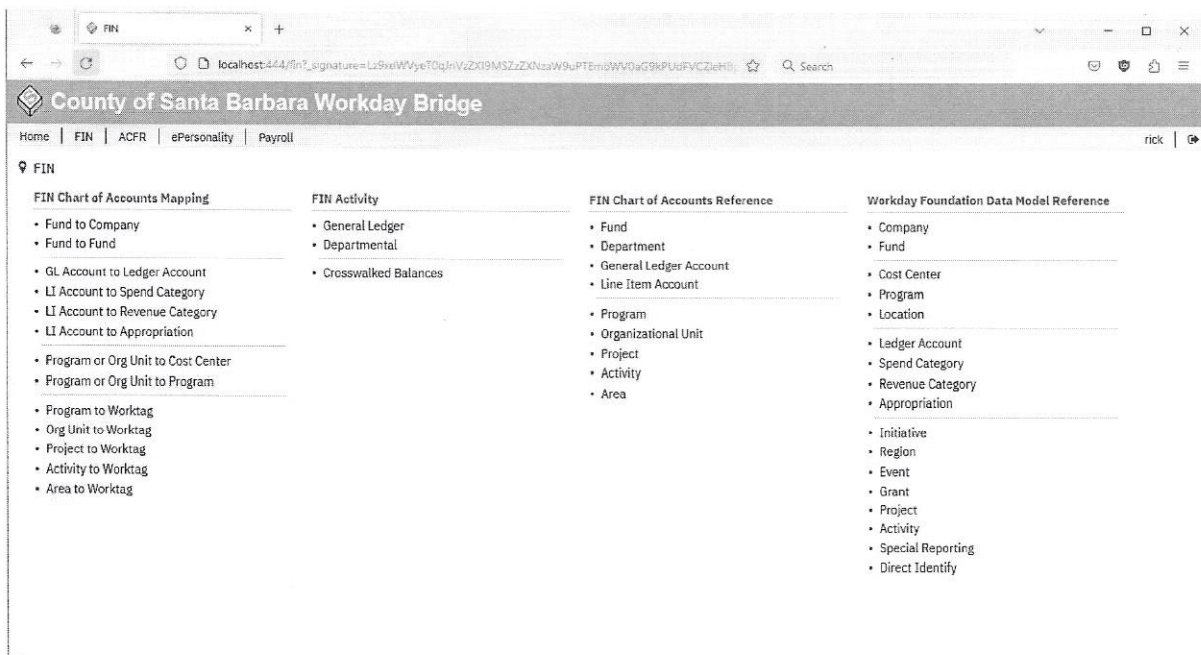 FIN
localhost:444/fin?_signature=
Search
County of Santa Barbara Workday Bridge
Home | FIN | ACFR | ePersonality | Payroll
rick
FIN
FIN Chart of Accounts Mapping
• Fund to Company
• Fund to Fund
• GL Account to Ledger Account
• LI Account to Spend Category
• LI Account to Revenue Category
• LI Account to Appropriation
• Program or Org Unit to Cost Center
• Program or Org Unit to Program
• Program to Worktag
• Org Unit to Worktag
• Project to Worktag
• Activity to Worktag
• Area to Worktag
FIN Activity
• General Ledger
• Departmental
• Crosswalked Balances
FIN Chart of Accounts Reference
• Fund
• Department
• General Ledger Account
• Line Item Account
• Program
• Organizational Unit
• Project
• Activity
• Area
Workday Foundation Data Model Reference
• Company
• Fund
• Cost Center
• Program
• Location
• Ledger Account
• Spend Category
• Revenue Category
• Appropriation
• Initiative
• Region
• Event
• Grant
• Project
• Activity
• Special Reporting
• Direct Identify